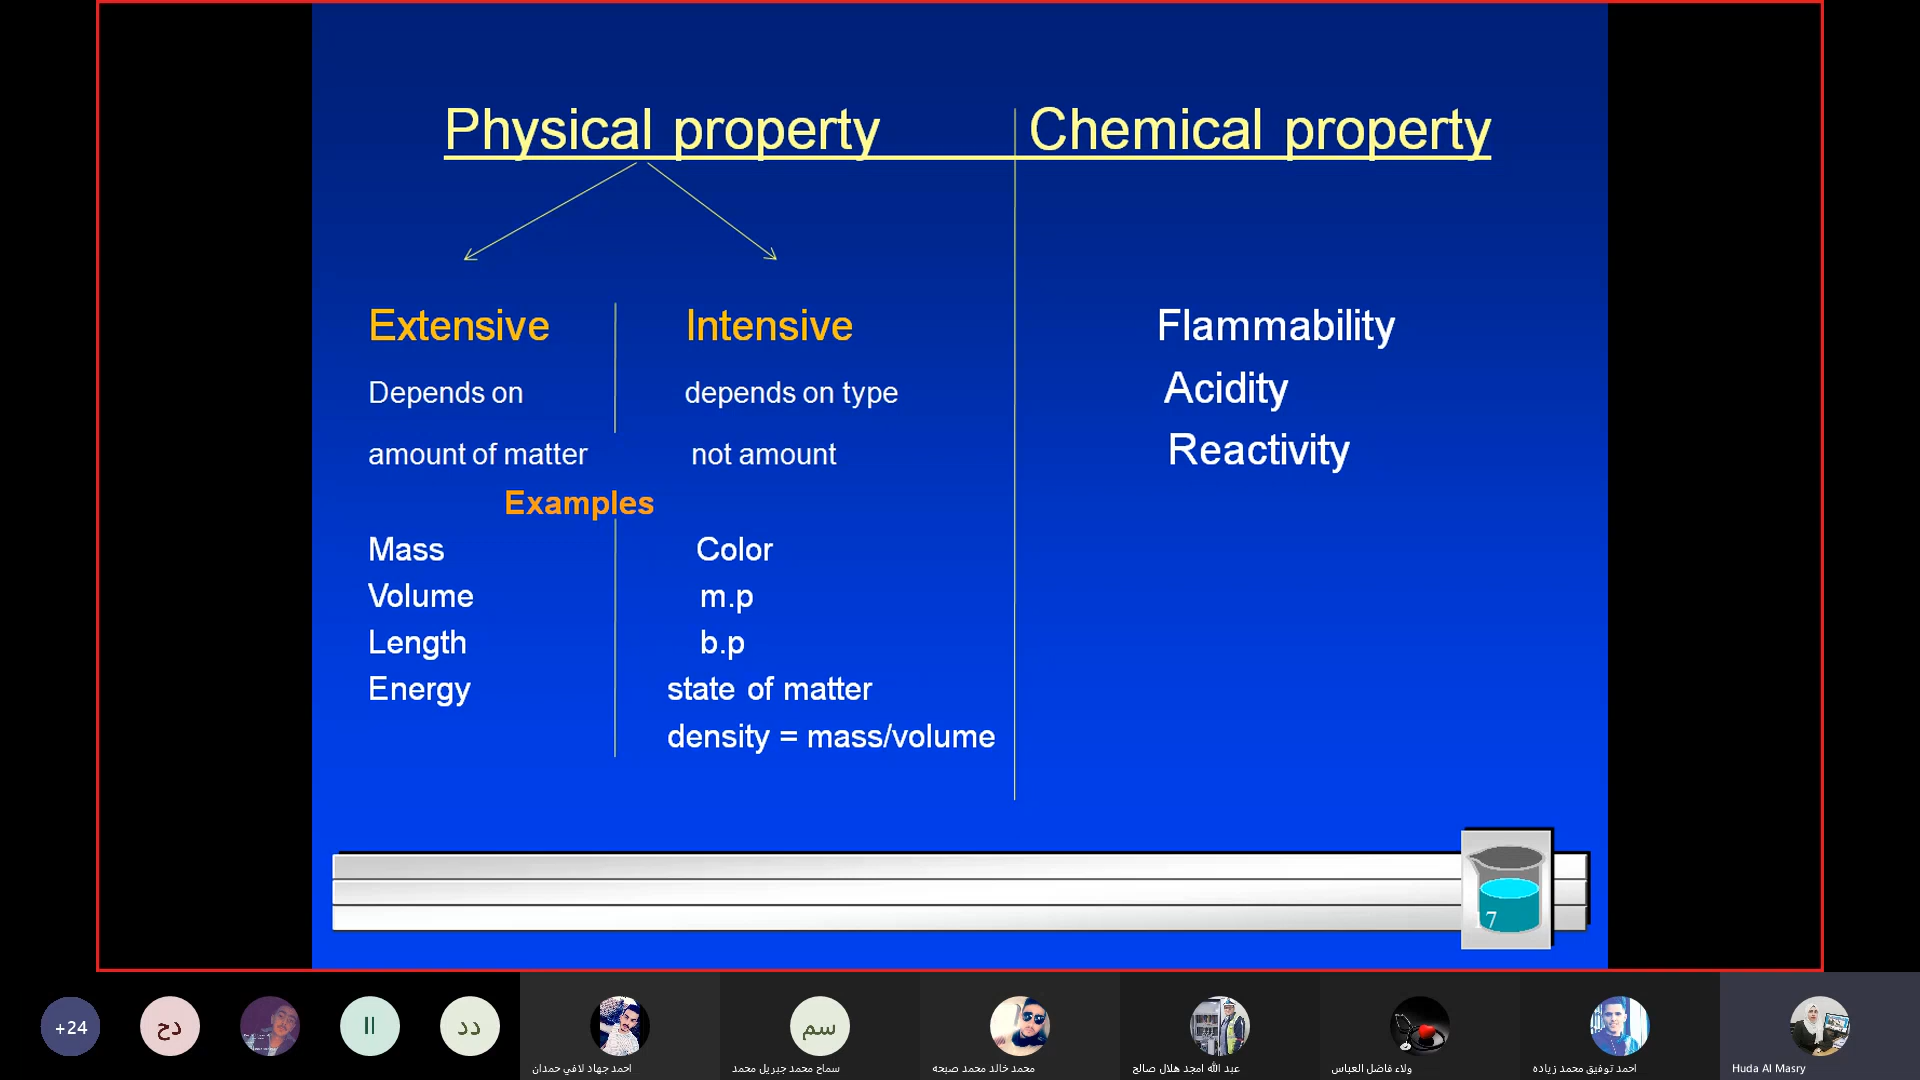 Physical property Chemical property
Extensive Intensive Flammability
Depends on depends on type Acidity
amount of matter not amount Reactivity
Examples
Mass Color
Volume m.p
Length b.p
Energy state of matter
density = mass/volume
17
+24
دح
اا
دد
احمد جهاد لافي حمدان
سم
سماح محمد جبريل محمد
محمد خالد محمد صبحه
عبد الله امجد هلال صالح
ولاء فاضل العباس
احمد توفيق محمد زياده
Huda Al Masry